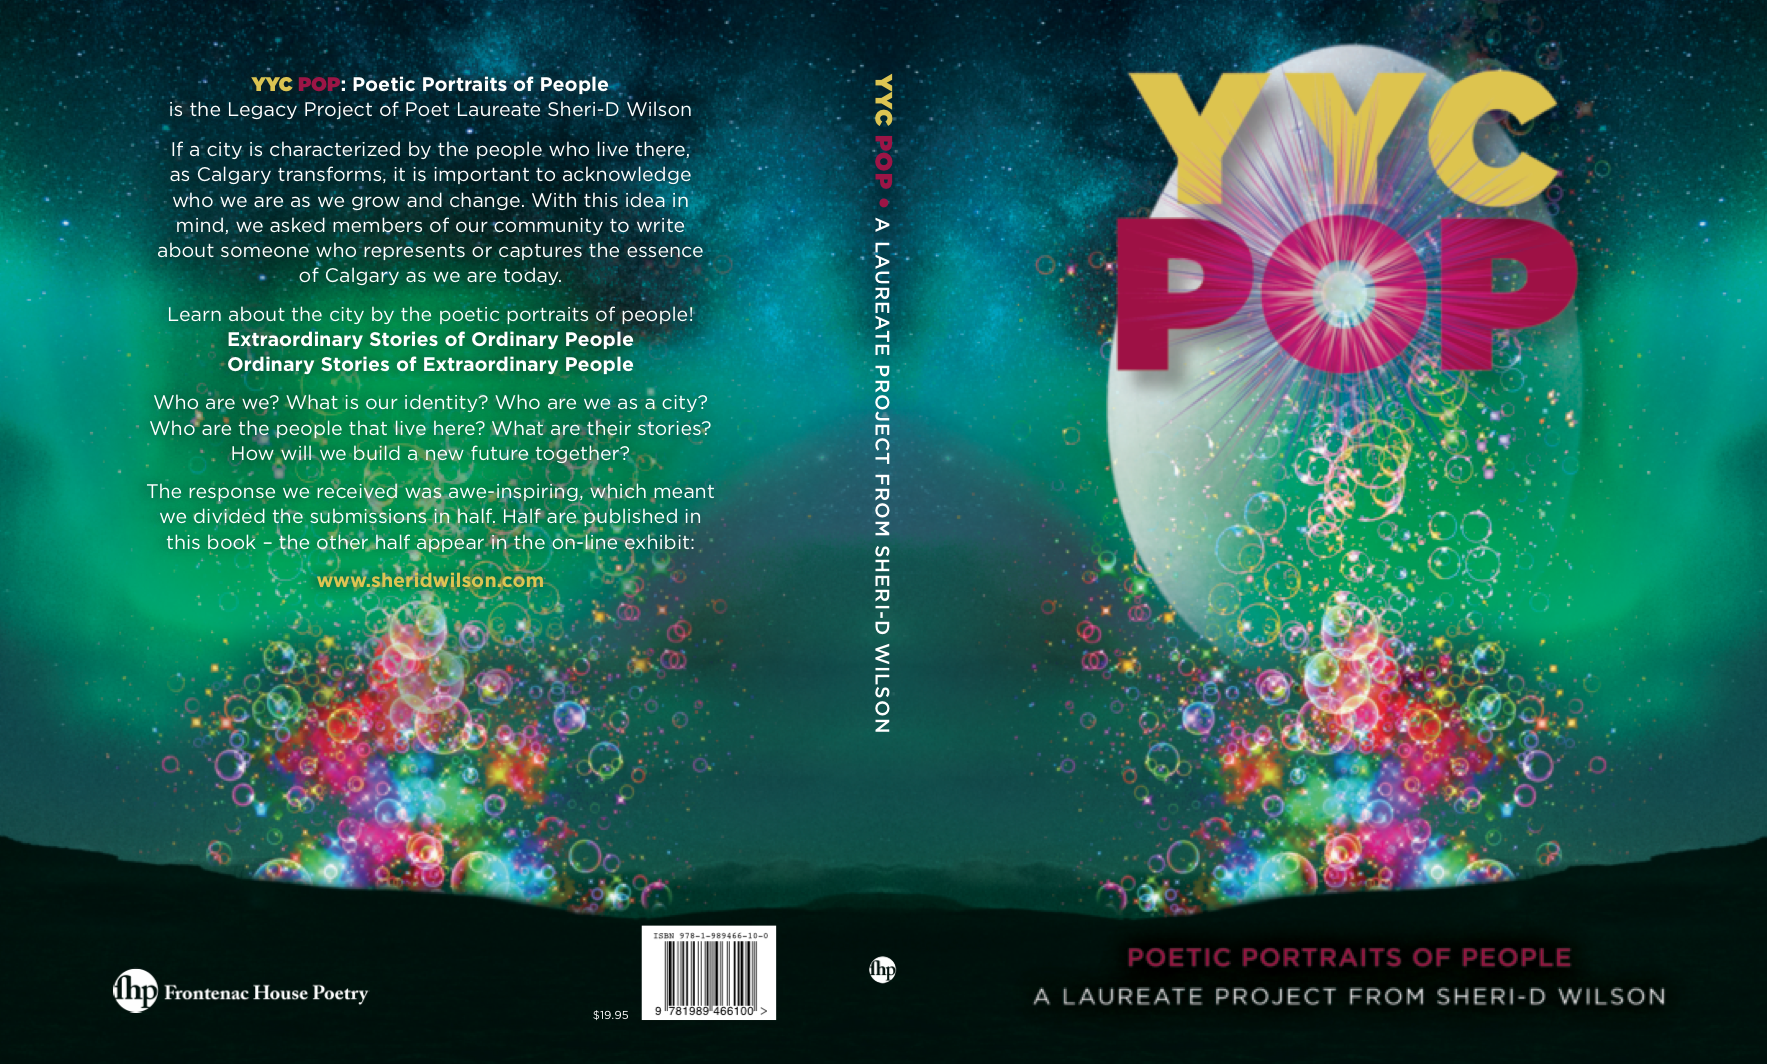 YYC POP: Poetic Portraits of People
is the Legacy Project of Poet Laureate Sheri-D Wilson
If a city is characterized by the people who live there,
as Calgary transforms, it is important to acknowledge
who we are as we grow and change. With this idea in
mind, we asked members of our community to write
about someone who represents or captures the essence
of Calgary as we are today.
Learn about the city by the poetic portraits of people!
Extraordinary Stories of Ordinary People
Ordinary Stories of Extraordinary People
Who are we? What is our identity? Who are we as a city?
Who are the people that live here? What are their stories?
How will we build a new future together?
The response we received was awe-inspiring, which meant
we divided the submissions in half. Half are published in
this book – the other half appear in the on-line exhibit:
www.sheridwilson.com
fhp Frontenac House Poetry
$19.95
ISBN 978-1-989466-10-0
9 781989 466100 >
YYC POP • A LAUREATE PROJECT FROM SHERI-D WILSON
fhp
YYC
POP
POETIC PORTRAITS OF PEOPLE
A LAUREATE PROJECT FROM SHERI-D WILSON